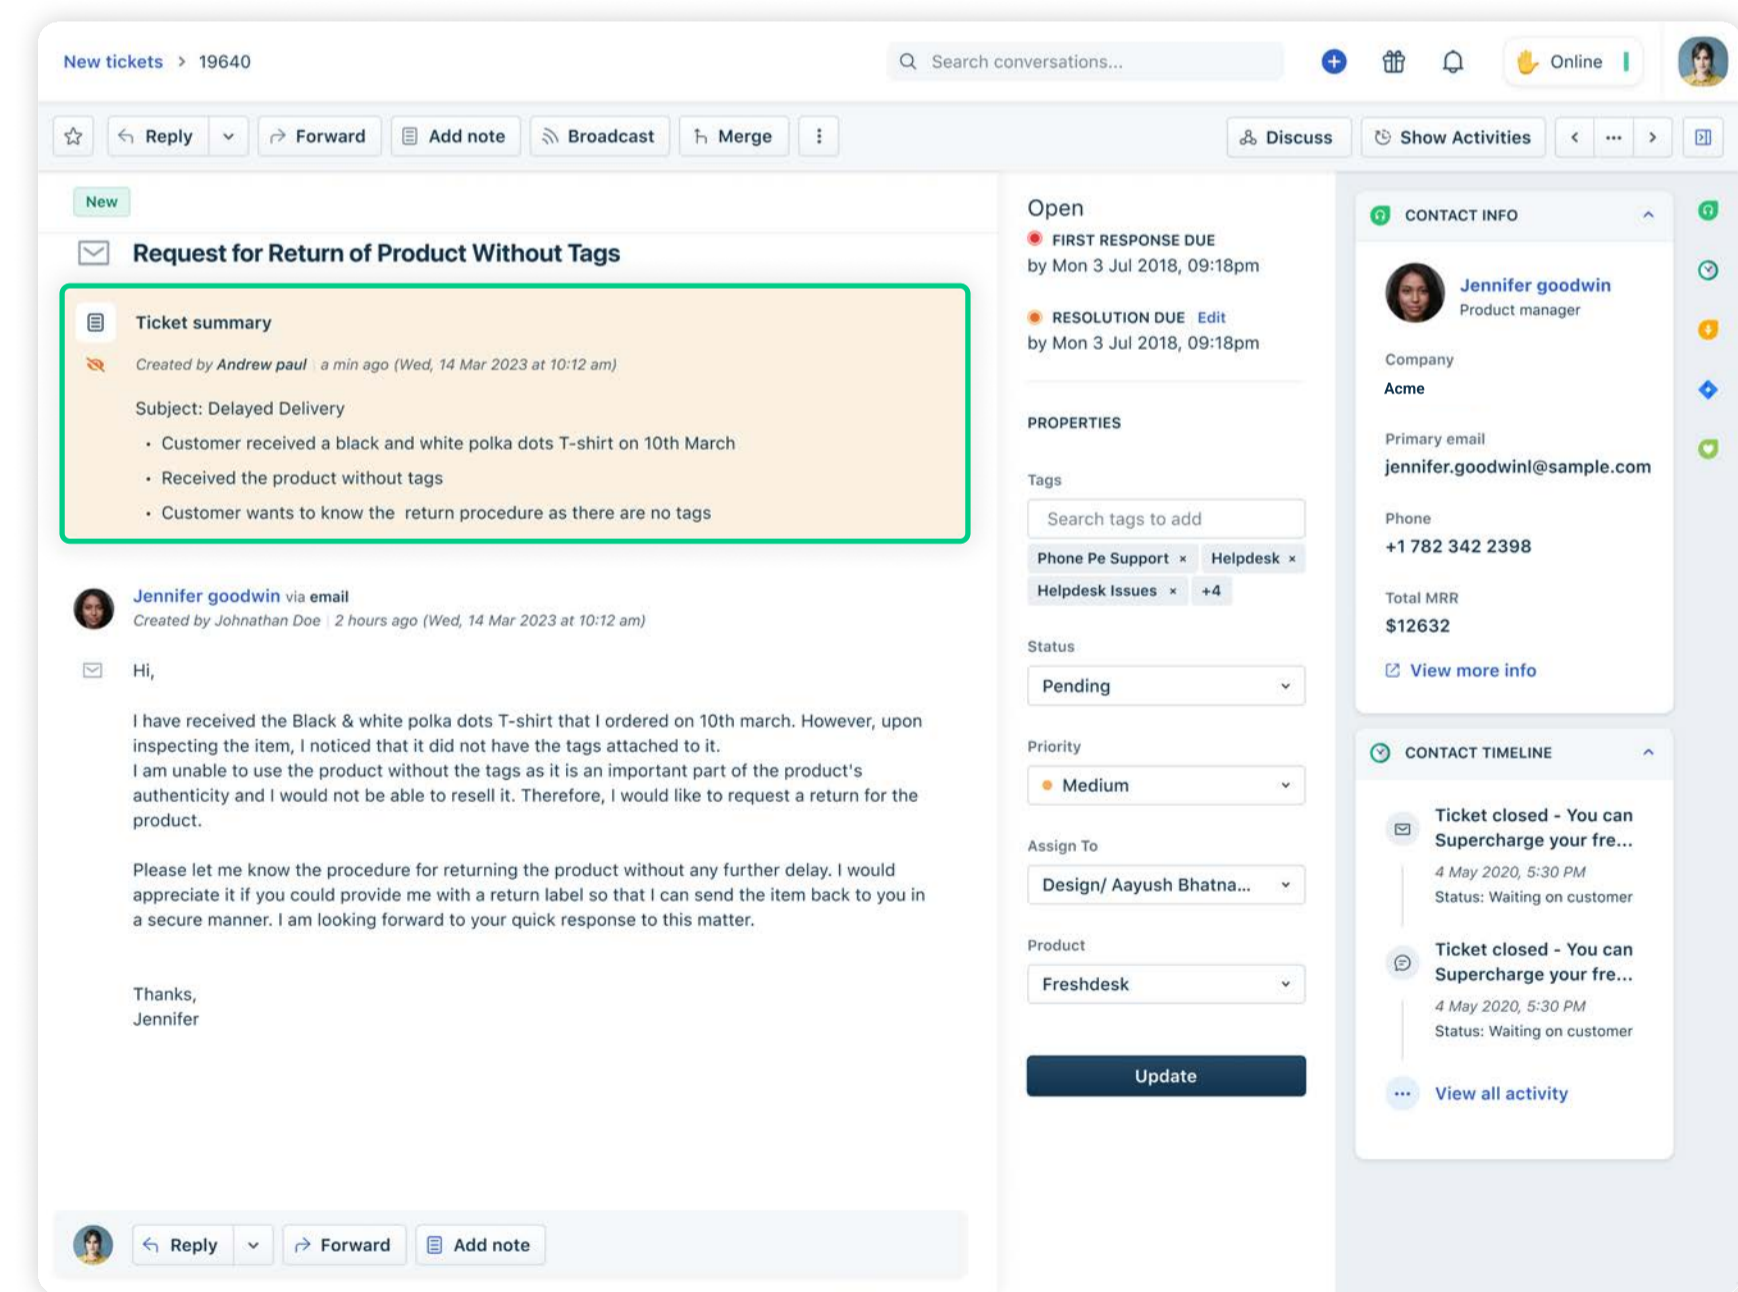 New tickets > 19640
Search conversations...
Online
Reply
Forward
Add note
Broadcast
Merge
Discuss
Show Activities
New
Request for Return of Product Without Tags
Ticket summary
Created by Andrew paul | a min ago (Wed, 14 Mar 2023 at 10:12 am)
Subject: Delayed Delivery
• Customer received a black and white polka dots T-shirt on 10th March
• Received the product without tags
• Customer wants to know the return procedure as there are no tags
Jennifer goodwin via email
Created by Johnathan Doe | 2 hours ago (Wed, 14 Mar 2023 at 10:12 am)
Hi,
I have received the Black & white polka dots T-shirt that I ordered on 10th march. However, upon
inspecting the item, I noticed that it did not have the tags attached to it.
I am unable to use the product without the tags as it is an important part of the product's
authenticity and I would not be able to resell it. Therefore, I would like to request a return for the
product.
Please let me know the procedure for returning the product without any further delay. I would
appreciate it if you could provide me with a return label so that I can send the item back to you in
a secure manner. I am looking forward to your quick response to this matter.
Thanks,
Jennifer
Reply
Forward
Add note
Open
FIRST RESPONSE DUE
by Mon 3 Jul 2018, 09:18pm
RESOLUTION DUE Edit
by Mon 3 Jul 2018, 09:18pm
PROPERTIES
Tags
Search tags to add
Phone Pe Support × Helpdesk ×
Helpdesk Issues × +4
Status
Pending
Priority
Medium
Assign To
Design/ Aayush Bhatna...
Product
Freshdesk
Update
CONTACT INFO
Jennifer goodwin
Product manager
Company
Acme
Primary email
jennifer.goodwinl@sample.com
Phone
+1 782 342 2398
Total MRR
$12632
View more info
CONTACT TIMELINE
Ticket closed - You can
Supercharge your fre...
4 May 2020, 5:30 PM
Status: Waiting on customer
Ticket closed - You can
Supercharge your fre...
4 May 2020, 5:30 PM
Status: Waiting on customer
View all activity